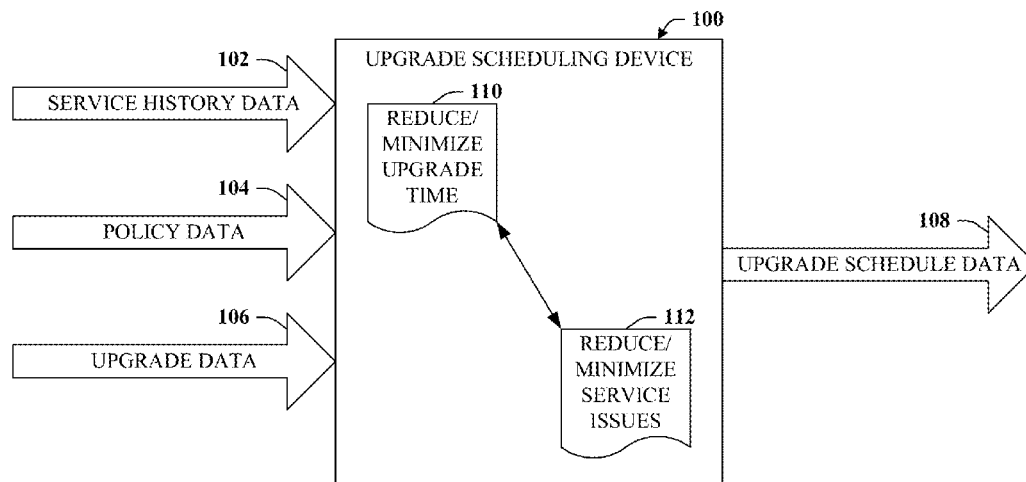 100
UPGRADE SCHEDULING DEVICE
102
SERVICE HISTORY DATA
110
REDUCE/
MINIMIZE
UPGRADE
TIME
104
POLICY DATA
108
UPGRADE SCHEDULE DATA
106
UPGRADE DATA
112
REDUCE/
MINIMIZE
SERVICE
ISSUES